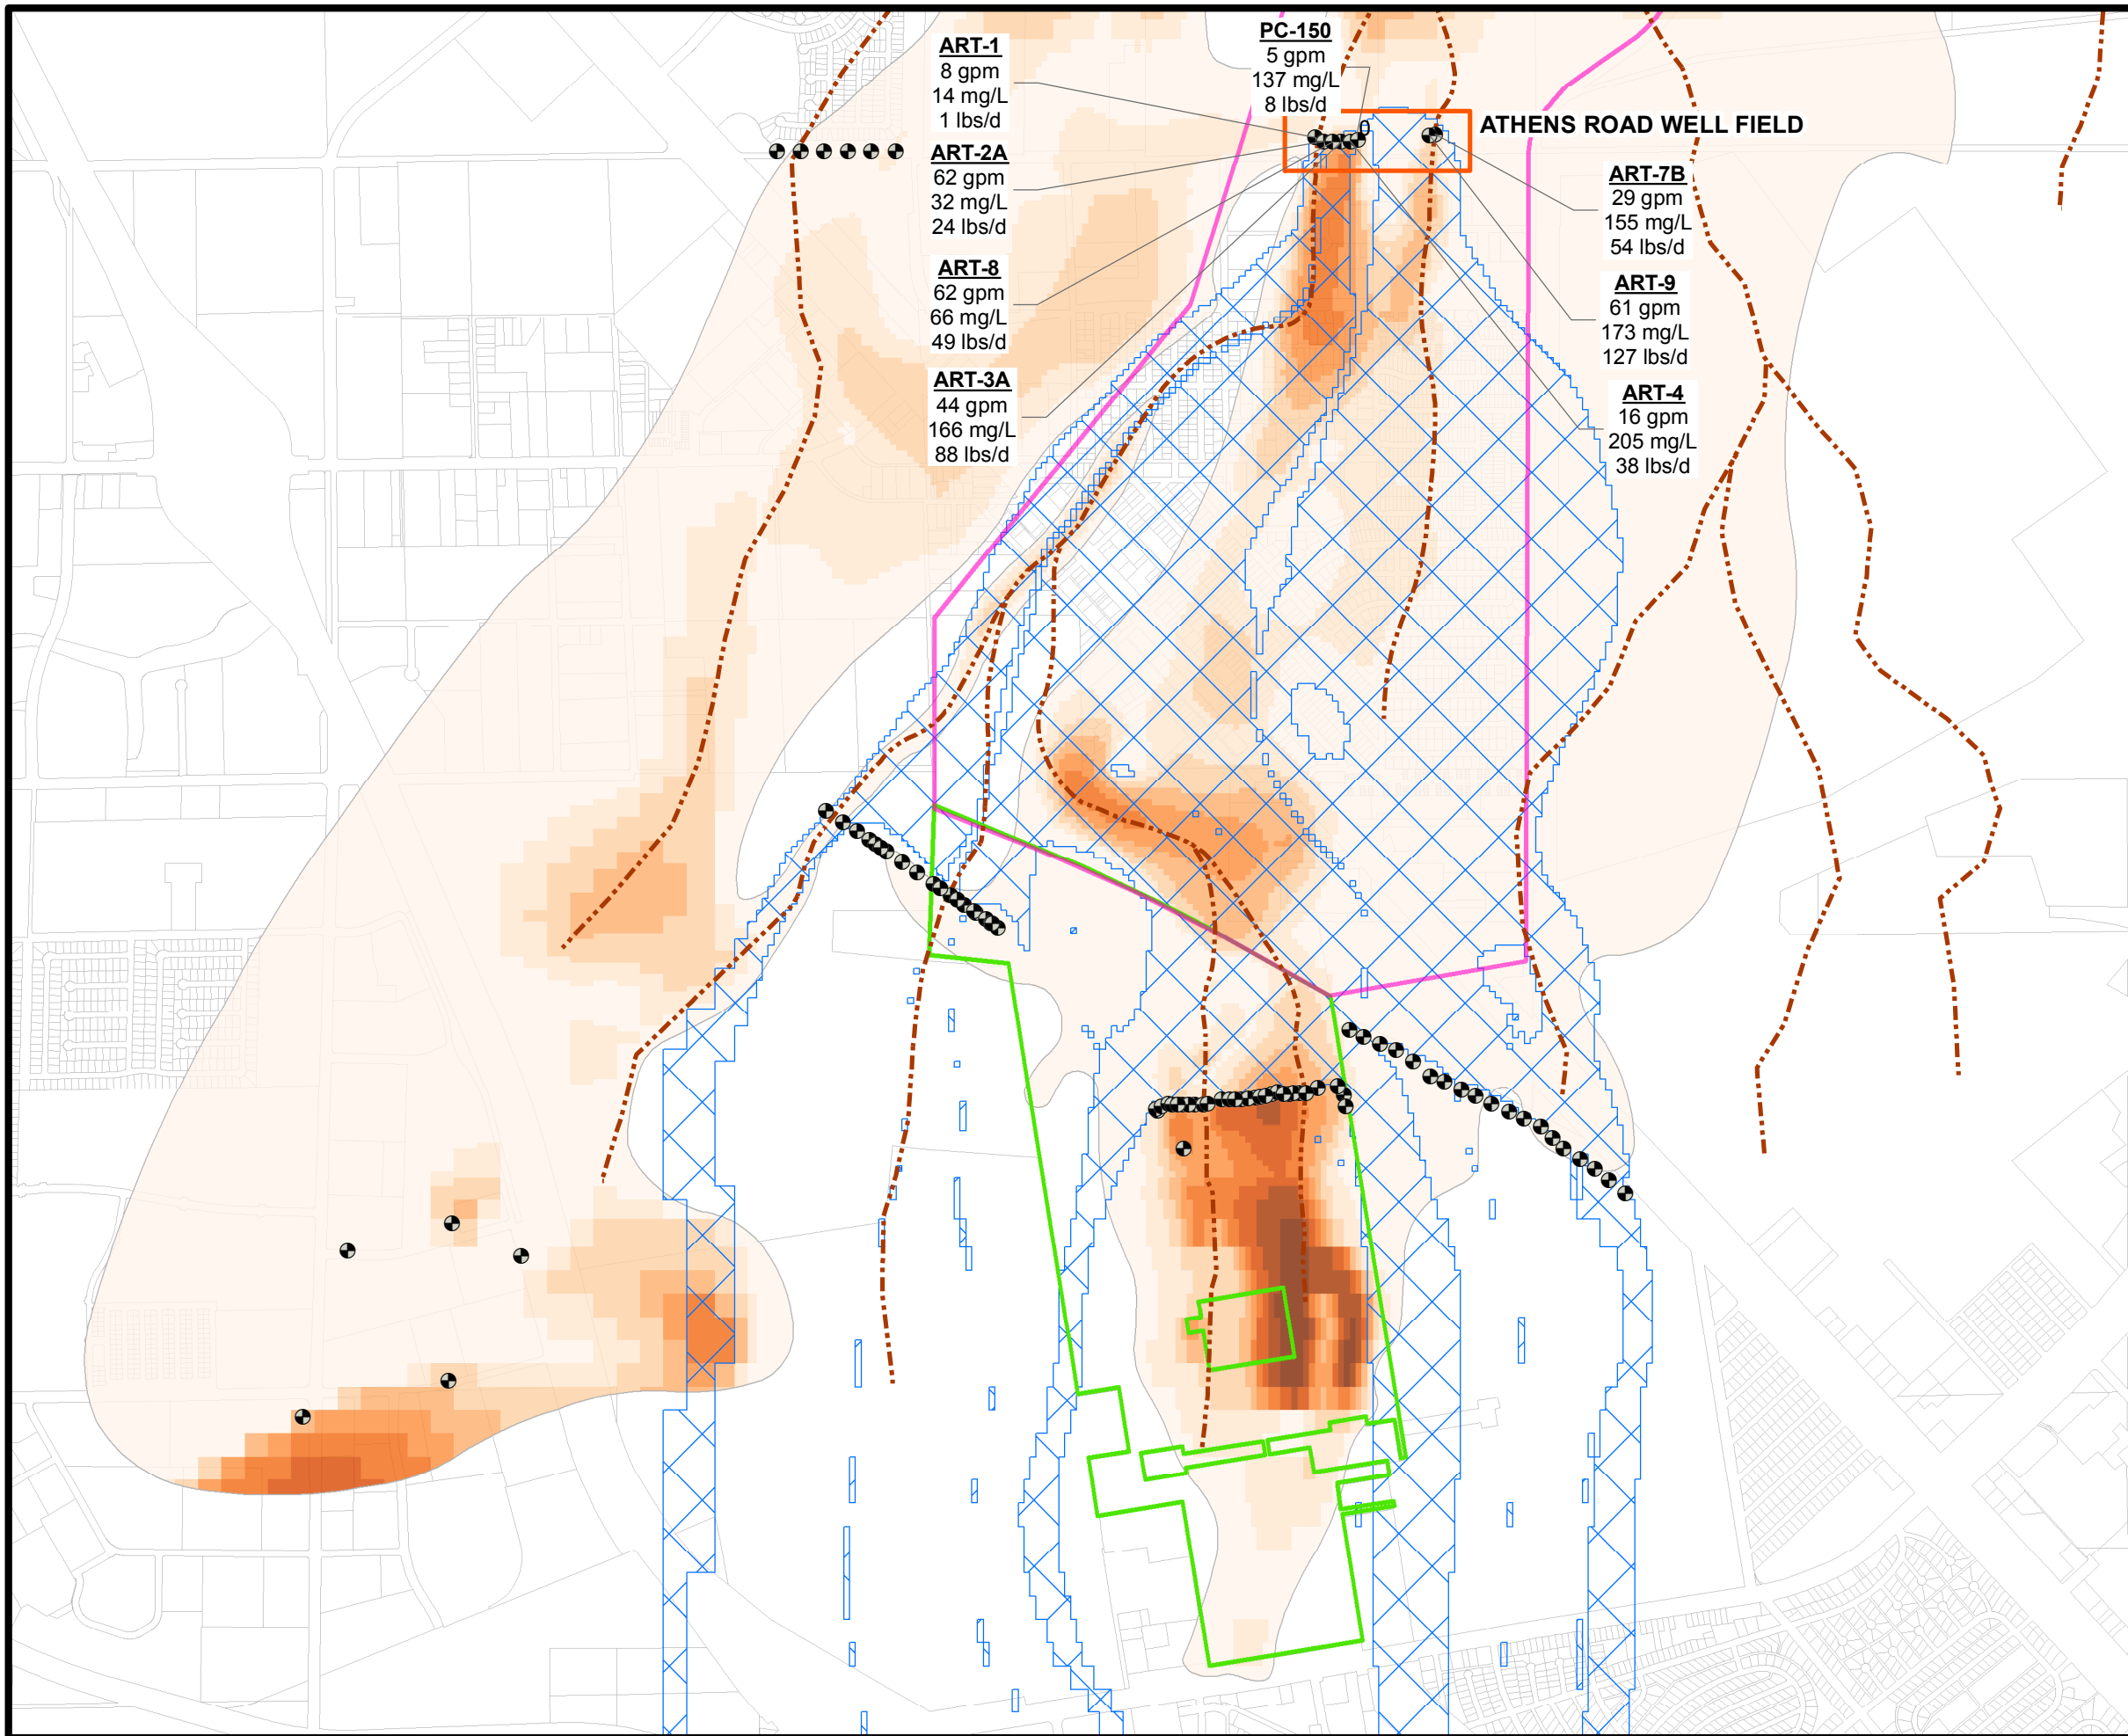 ART-1
8 gpm
14 mg/L
1 lbs/d
ART-2A
62 gpm
32 mg/L
24 lbs/d
ART-8
62 gpm
66 mg/L
49 lbs/d
ART-3A
44 gpm
166 mg/L
88 lbs/d
PC-150
5 gpm
137 mg/L
8 lbs/d
0
ATHENS ROAD WELL FIELD
ART-7B
29 gpm
155 mg/L
54 lbs/d
ART-9
61 gpm
173 mg/L
127 lbs/d
ART-4
16 gpm
205 mg/L
38 lbs/d